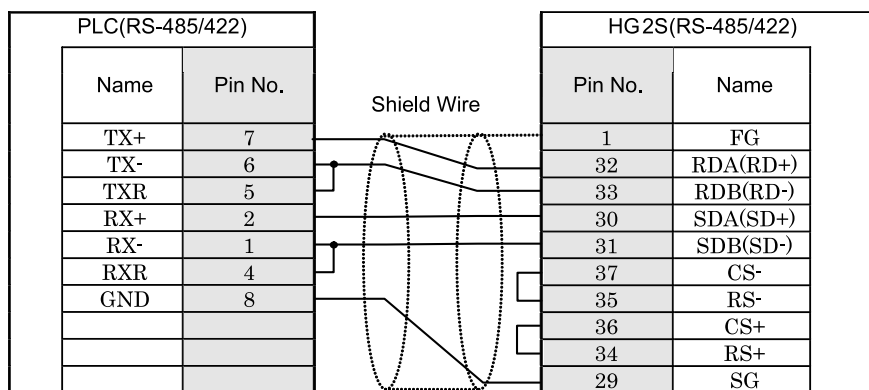 PLC(RS-485/422) HG2S(RS-485/422)
Name Pin No. Pin No. Name
Shield Wire
TX+ 7 1 FG
TX- 6 32 RDA(RD+)
TXR 5 33 RDB(RD-)
RX+ 2 30 SDA(SD+)
RX- 1 31 SDB(SD-)
RXR 4 37 CS-
GND 8 35 RS-
36 CS+
34 RS+
29 SG